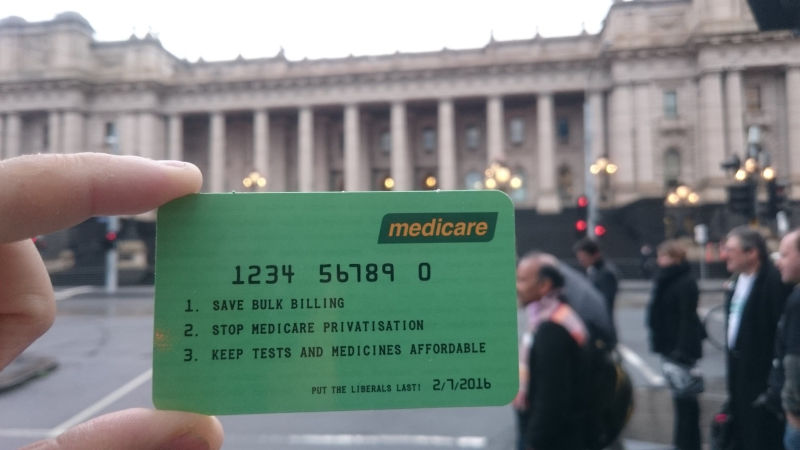 medicare
1234 56789 0
1. SAVE BULK BILLING
2. STOP MEDICARE PRIVATISATION
3. KEEP TESTS AND MEDICINES AFFORDABLE
PUT THE LIBERALS LAST! 2/7/2016